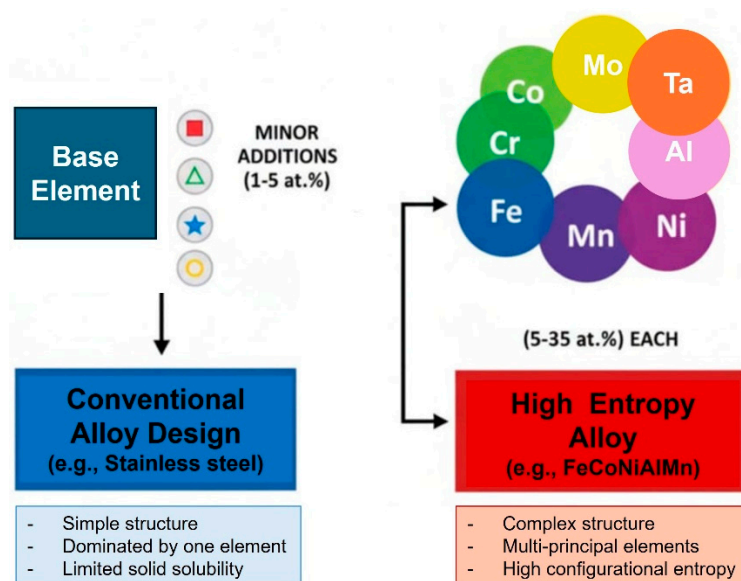 Base
Element
MINOR
ADDITIONS
(1-5 at.%)
Conventional
Alloy Design
(e.g., Stainless steel)
- Simple structure
- Dominated by one element
- Limited solid solubility
Mo
Ta
Co
Cr
Al
Fe
Mn
Ni
(5-35 at.%) EACH
High Entropy
Alloy
(e.g., FeCoNiAlMn)
- Complex structure
- Multi-principal elements
- High configurational entropy